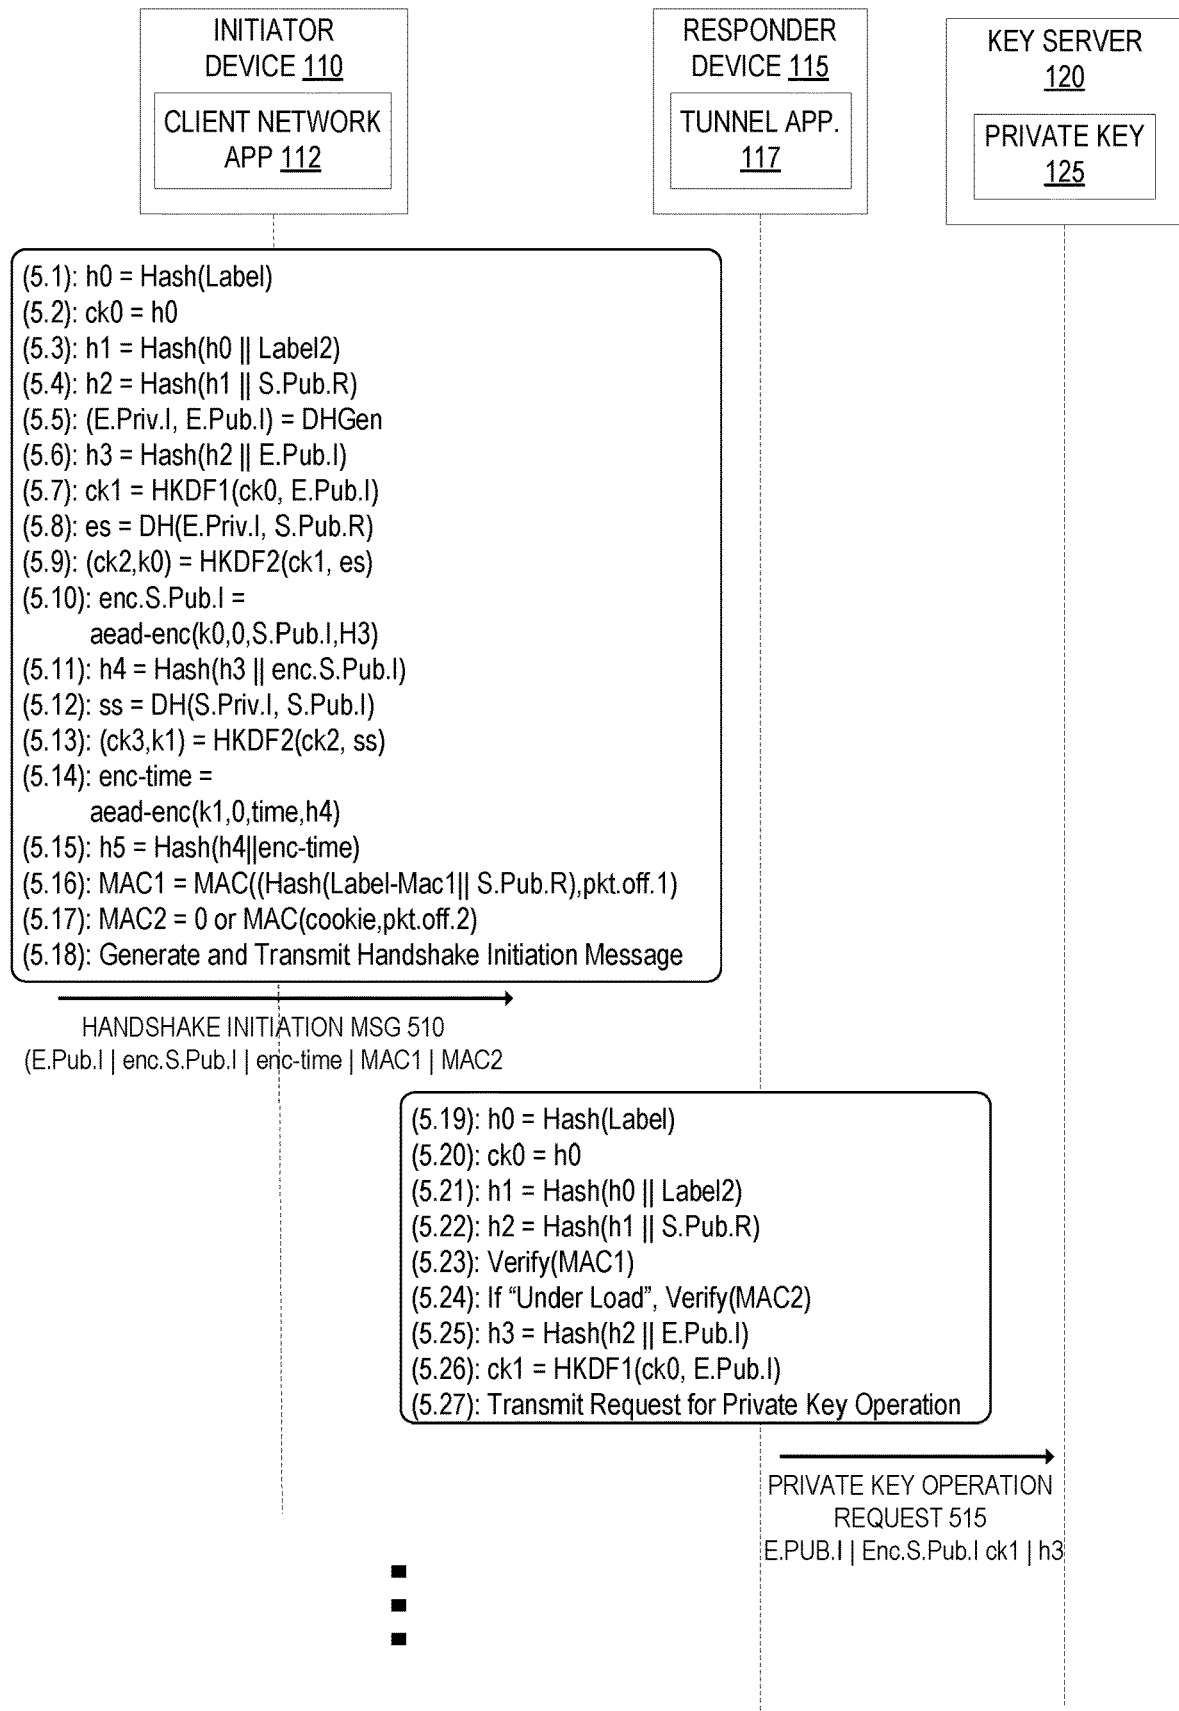 INITIATOR
DEVICE 110
CLIENT NETWORK
APP 112
RESPONDER
DEVICE 115
TUNNEL APP.
117
KEY SERVER
120
PRIVATE KEY
125
(5.1): h0 = Hash(Label)
(5.2): ck0 = h0
(5.3): h1 = Hash(h0 || Label2)
(5.4): h2 = Hash(h1 || S.Pub.R)
(5.5): (E.Priv.I, E.Pub.I) = DHGen
(5.6): h3 = Hash(h2 || E.Pub.I)
(5.7): ck1 = HKDF1(ck0, E.Pub.I)
(5.8): es = DH(E.Priv.I, S.Pub.R)
(5.9): (ck2,k0) = HKDF2(ck1, es)
(5.10): enc.S.Pub.I =
aead-enc(k0,0,S.Pub.I,H3)
(5.11): h4 = Hash(h3 || enc.S.Pub.I)
(5.12): ss = DH(S.Priv.I, S.Pub.I)
(5.13): (ck3,k1) = HKDF2(ck2, ss)
(5.14): enc-time =
aead-enc(k1,0,time,h4)
(5.15): h5 = Hash(h4||enc-time)
(5.16): MAC1 = MAC((Hash(Label-Mac1|| S.Pub.R),pkt.off.1)
(5.17): MAC2 = 0 or MAC(cookie,pkt.off.2)
(5.18): Generate and Transmit Handshake Initiation Message
HANDSHAKE INITIATION MSG 510
(E.Pub.I | enc.S.Pub.I | enc-time | MAC1 | MAC2
(5.19): h0 = Hash(Label)
(5.20): ck0 = h0
(5.21): h1 = Hash(h0 || Label2)
(5.22): h2 = Hash(h1 || S.Pub.R)
(5.23): Verify(MAC1)
(5.24): If “Under Load”, Verify(MAC2)
(5.25): h3 = Hash(h2 || E.Pub.I)
(5.26): ck1 = HKDF1(ck0, E.Pub.I)
(5.27): Transmit Request for Private Key Operation
PRIVATE KEY OPERATION
REQUEST 515
E.PUB.I | Enc.S.Pub.I ck1 | h3